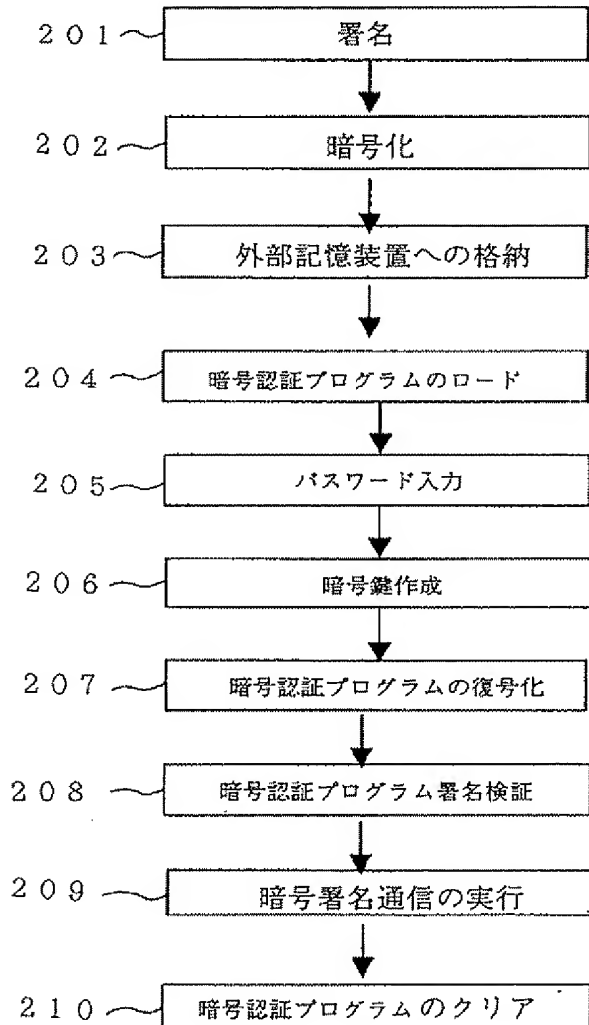 201 署名
202 暗号化
203 外部記憶装置への格納
204 暗号認証プログラムのロード
205 パスワード入力
206 暗号鍵作成
207 暗号認証プログラムの復号化
208 暗号認証プログラム署名検証
209 暗号署名通信の実行
210 暗号認証プログラムのクリア